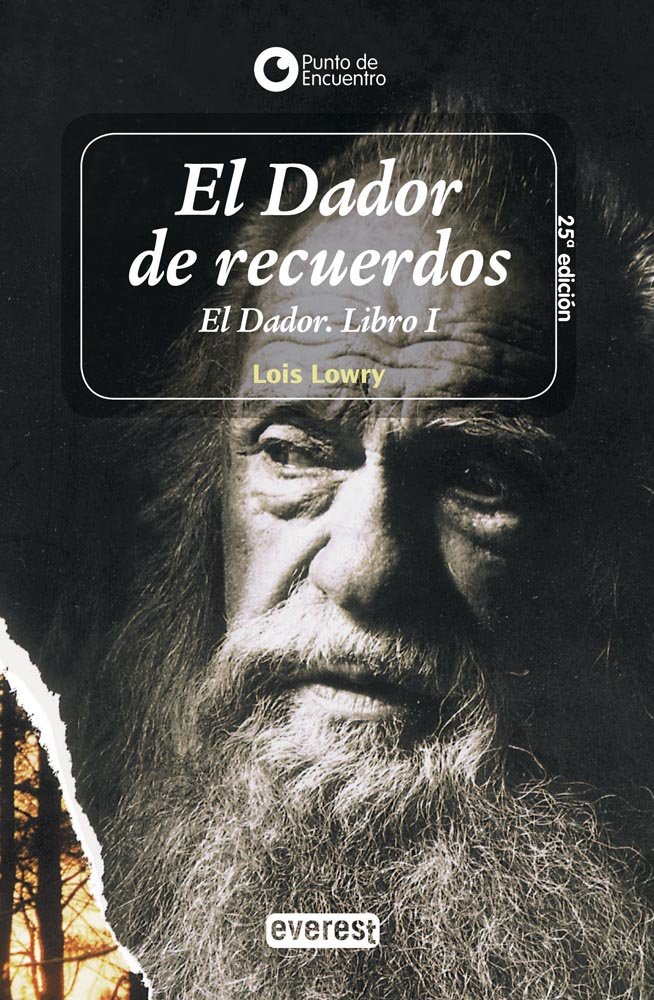 Punto de
Encuentro
El Dador
de recuerdos
El Dador. Libro I
Lois Lowry
25ª edición
everest